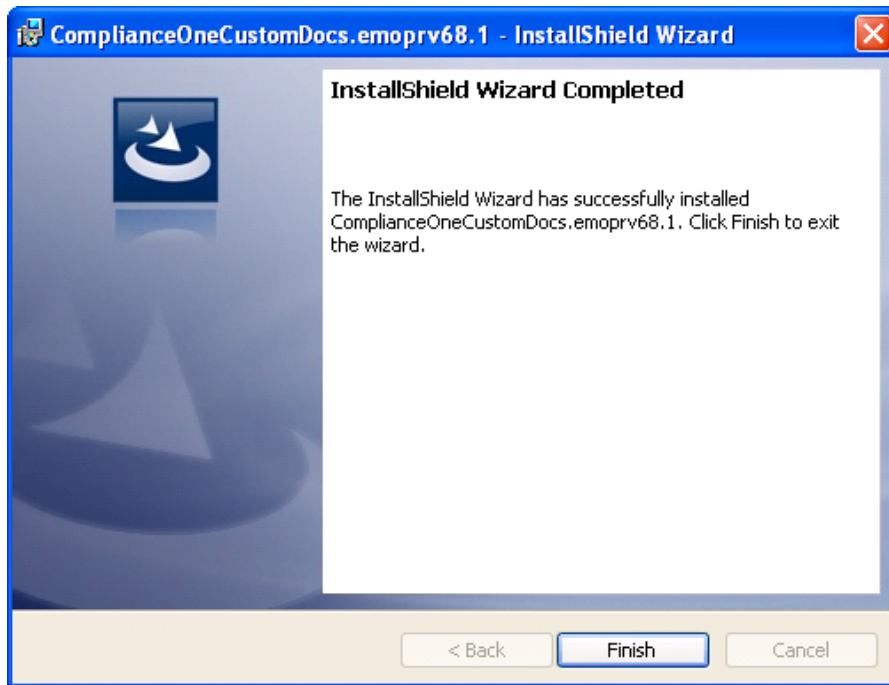 ComplianceOneCustomDocs.emoprv68.1 - InstallShield Wizard
InstallShield Wizard Completed
The InstallShield Wizard has successfully installed
ComplianceOneCustomDocs.emoprv68.1. Click Finish to exit
the wizard.
< Back Finish Cancel